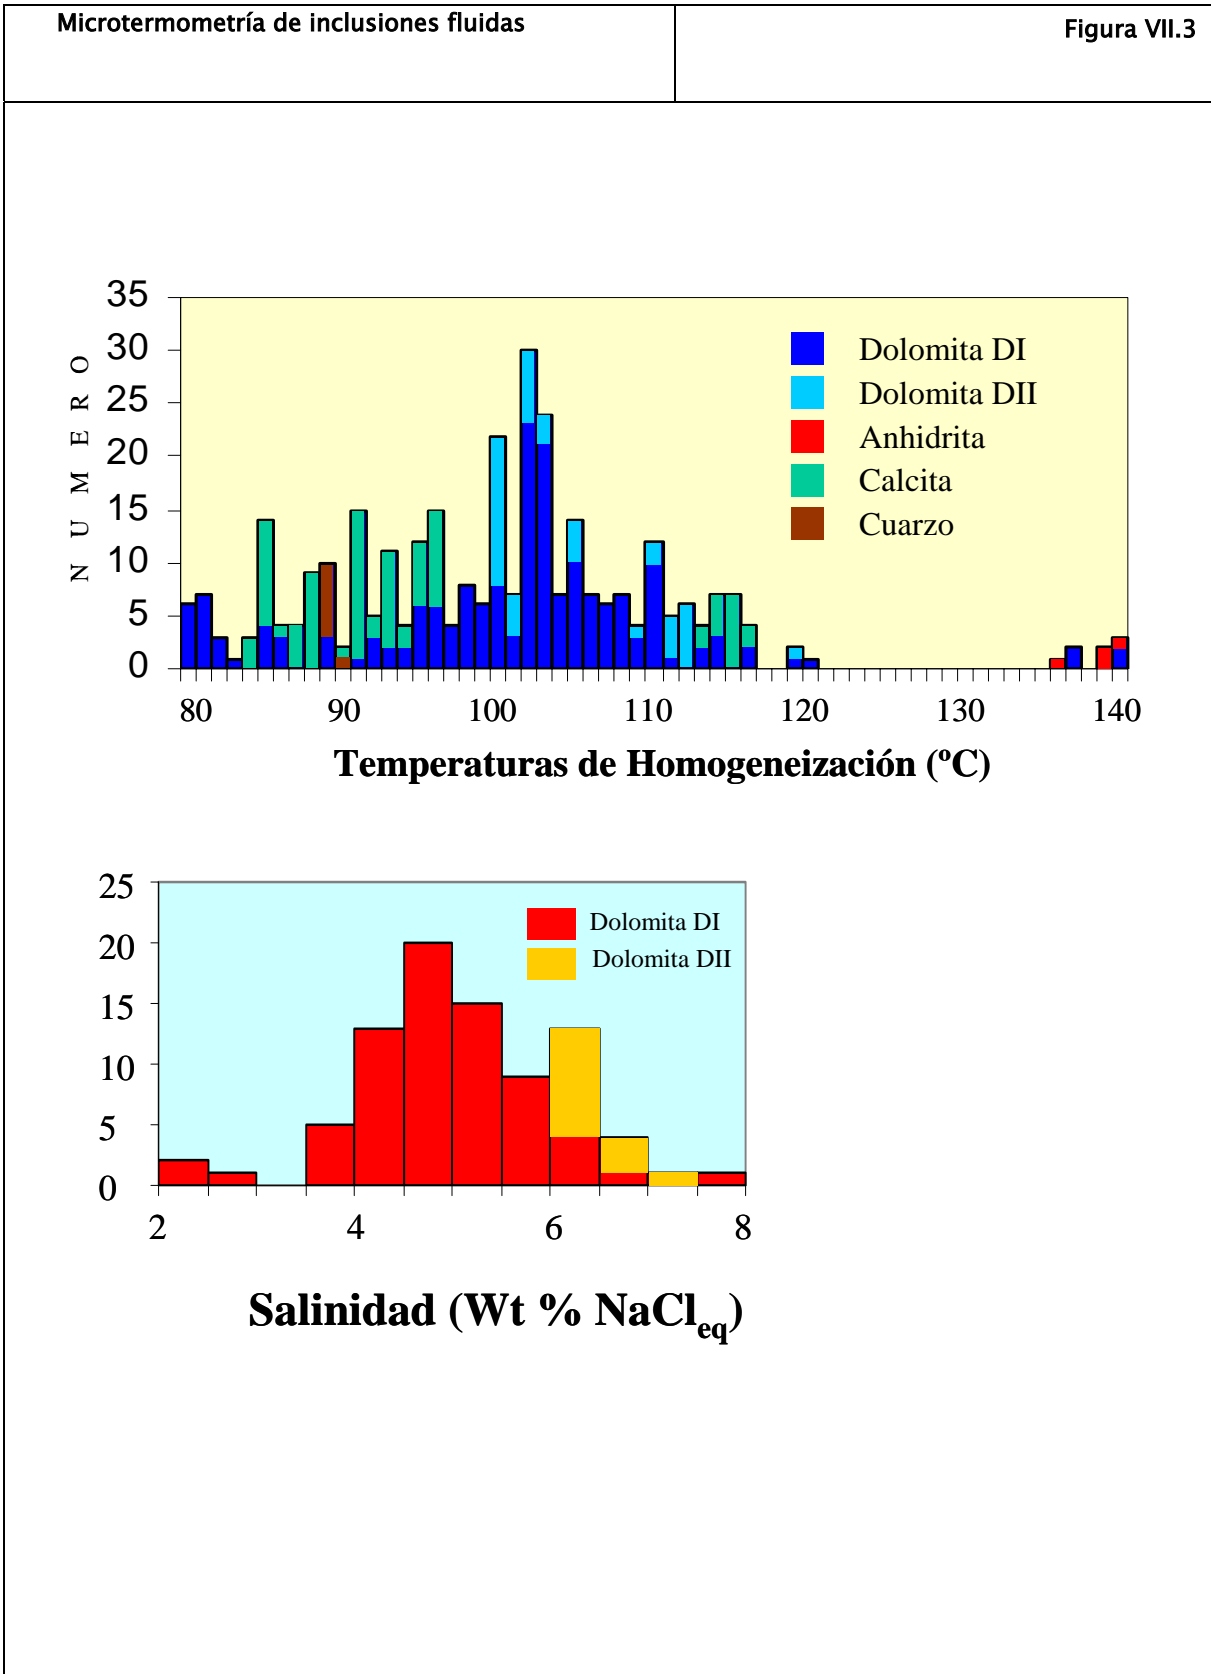 Microtermometría de inclusiones fluidas
Figura VII.3
35
30
25
20
15
10
5
0
NUMERO
Dolomita DI
Dolomita DII
Anhidrita
Calcita
Cuarzo
80 90 100 110 120 130 140
Temperaturas de Homogeneización (ºC)
25
20
15
10
5
0
Dolomita DI
Dolomita DII
2 4 6 8
Salinidad (Wt % NaCleq)